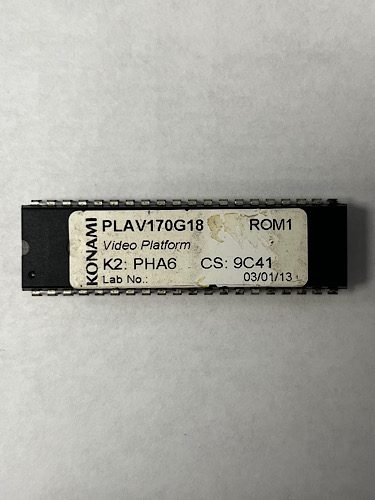 KONAMI
PLAV170G18 ROM1
Video Platform
K2: PHA6 CS: 9C41
Lab No.: 03/01/13